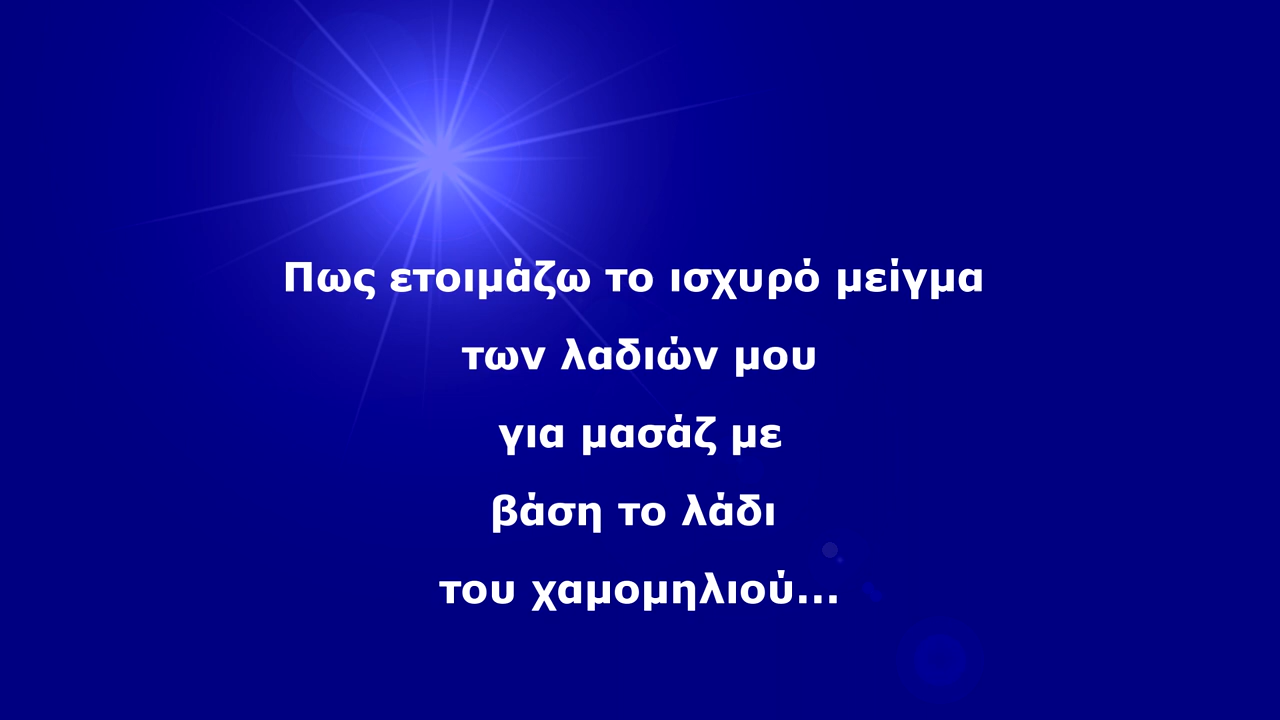 Πως ετοιμάζω το ισχυρό μείγμα
των λαδιών μου
για μασάζ με
βάση το λάδι
του χαμομηλιού...